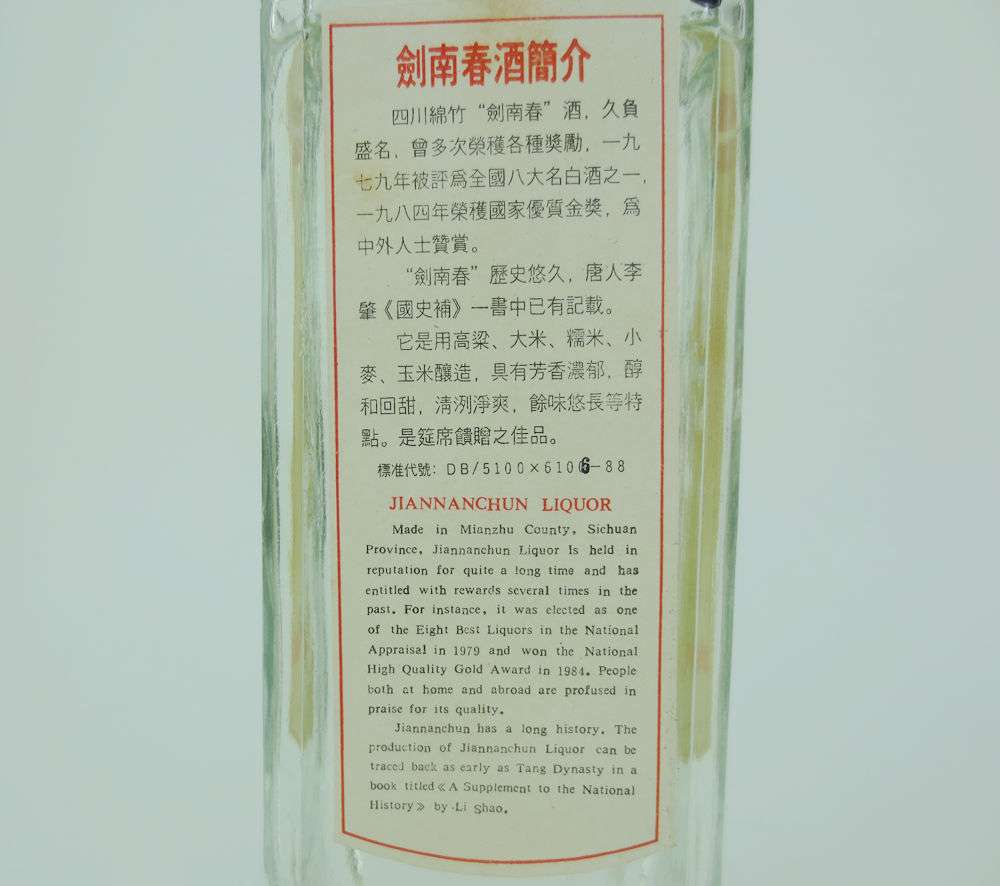 劍南春酒簡介
四川綿竹“劍南春”酒，久負
盛名，曾多次榮穫各種獎勵，一九
七九年被評爲全國八大名白酒之一，
一九八四年榮穫國家優質金獎，爲
中外人士贊賞。
“劍南春”歷史悠久，唐人李
肇《國史補》一書中已有記載。
它是用高梁、大米、糯米、小
麥、玉米釀造，具有芳香濃郁，醇
和回甜，清洌淨爽，餘味悠長等特
點。是筵席饋贈之佳品。
標准代號：DB/5100×6106-88
JIANNANCHUN LIQUOR
Made in Mianzhu County, Sichuan
Province, Jiannanchun Liquor Is held in
reputation for quite a long time and has
entitled with rewards several times in the
past. For instance, it was elected as one
of the Eight Best Liquors in the National
Appraisal in 1979 and won the National
High Quality Gold Award in 1984. People
both at home and abroad are profused in
praise for its quality.
Jiannanchun has a long history. The
production of Jiannanchun Liquor can be
traced back as early as Tang Dynasty in a
book titled《A Supplement to the National
History》 by Li Shao.